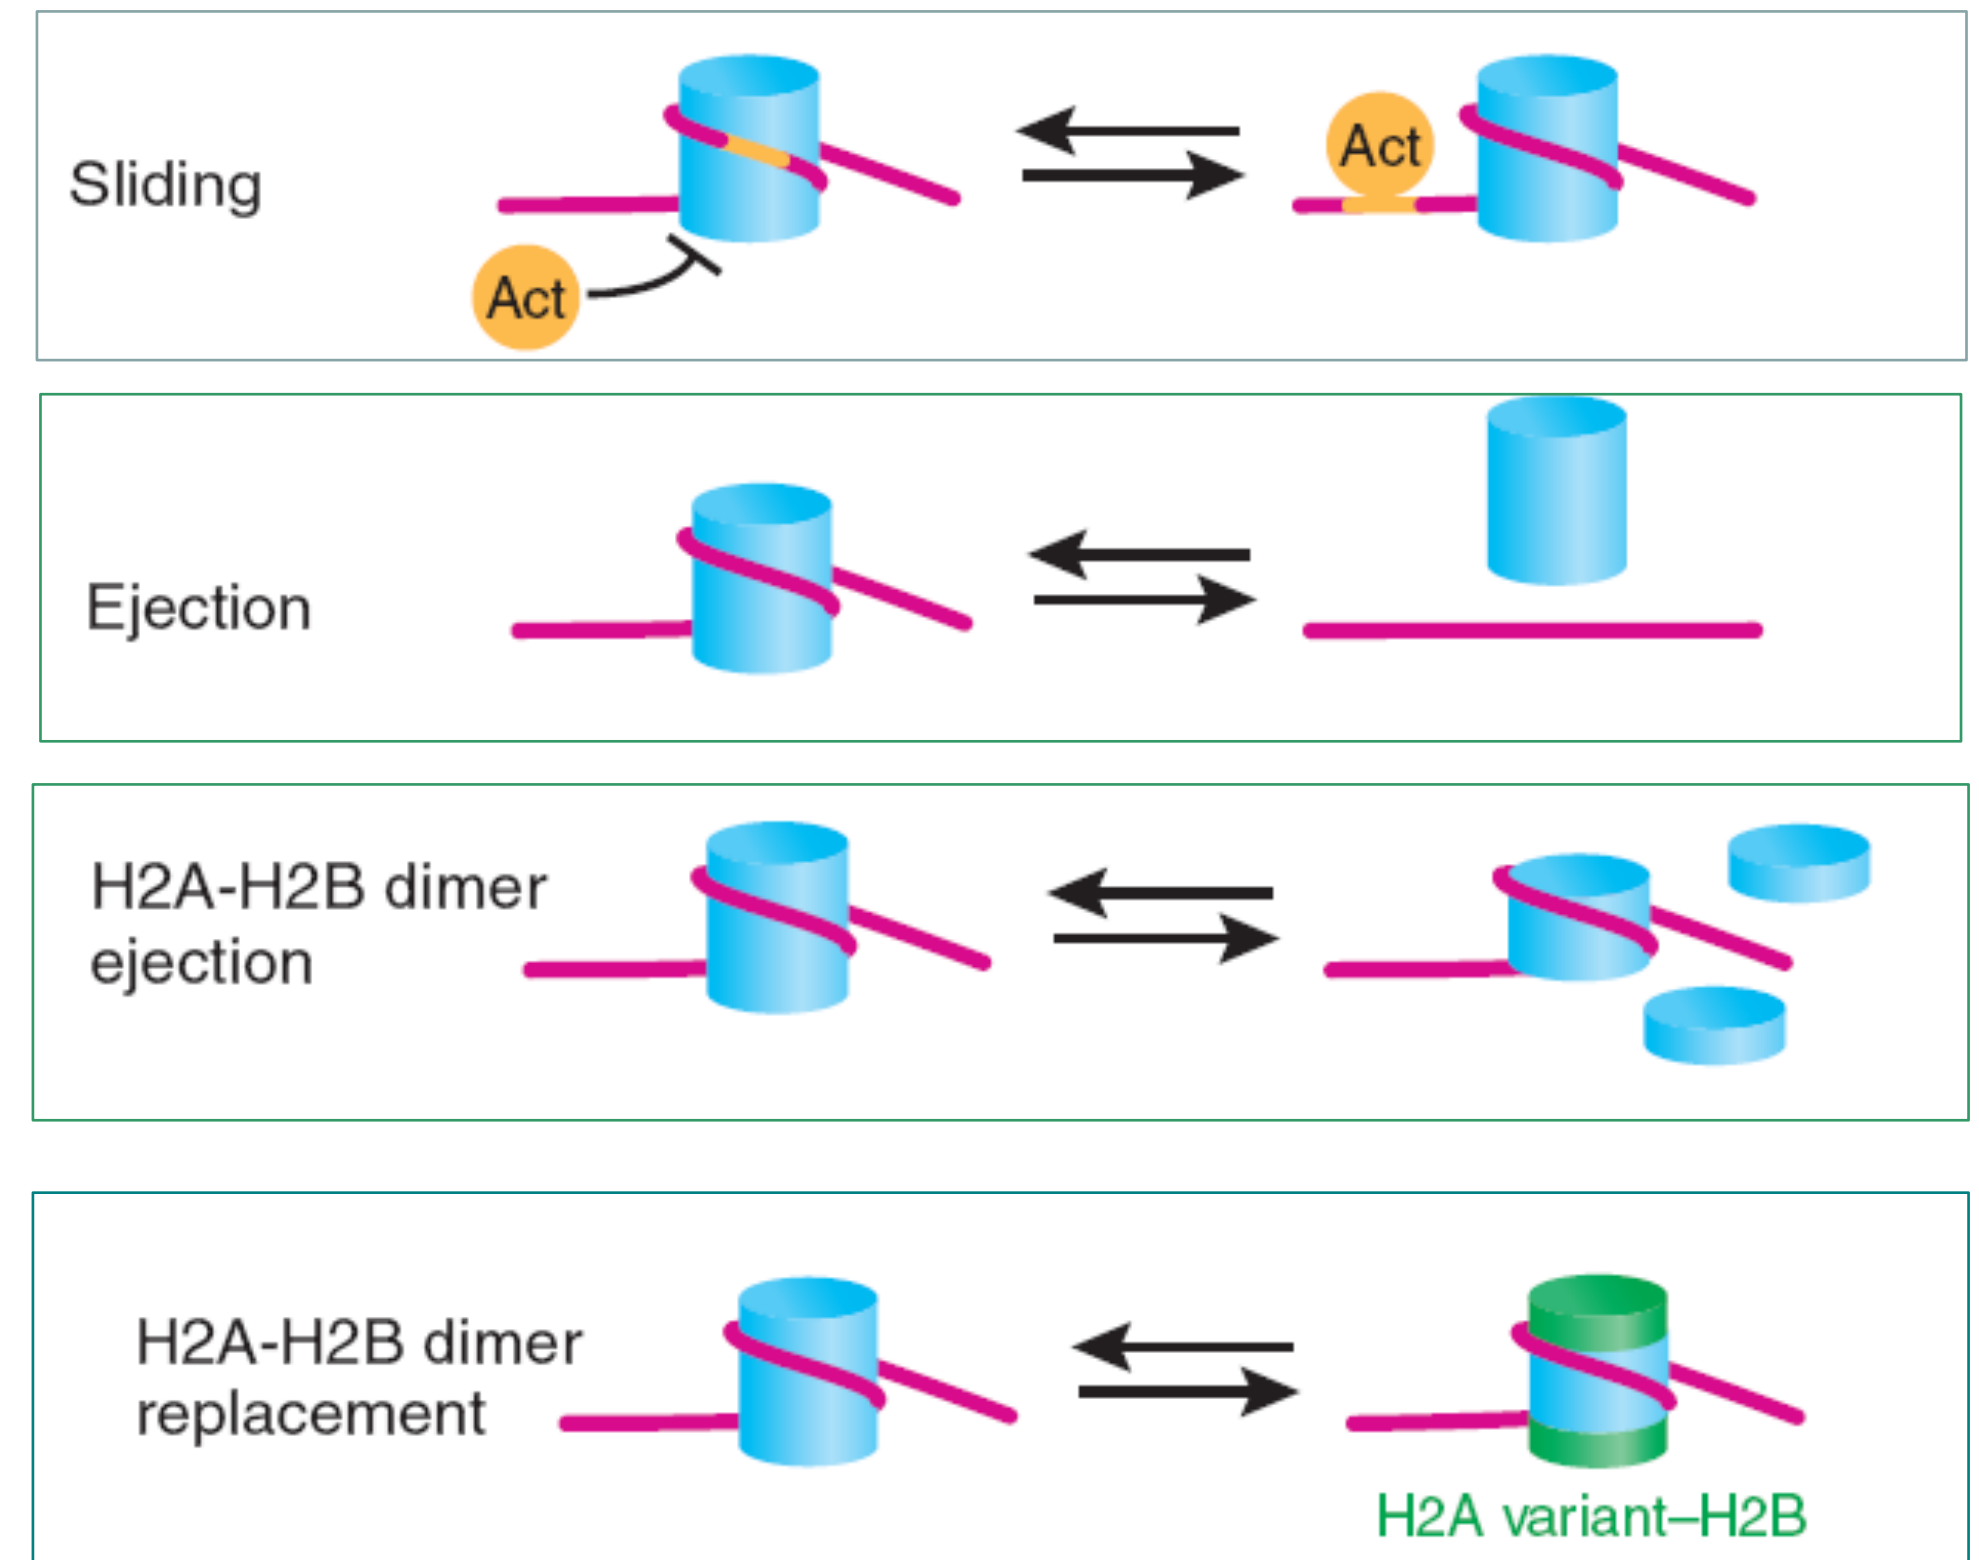 Sliding
Act
Act
Ejection
H2A-H2B dimer
ejection
H2A-H2B dimer
replacement
H2A variant–H2B